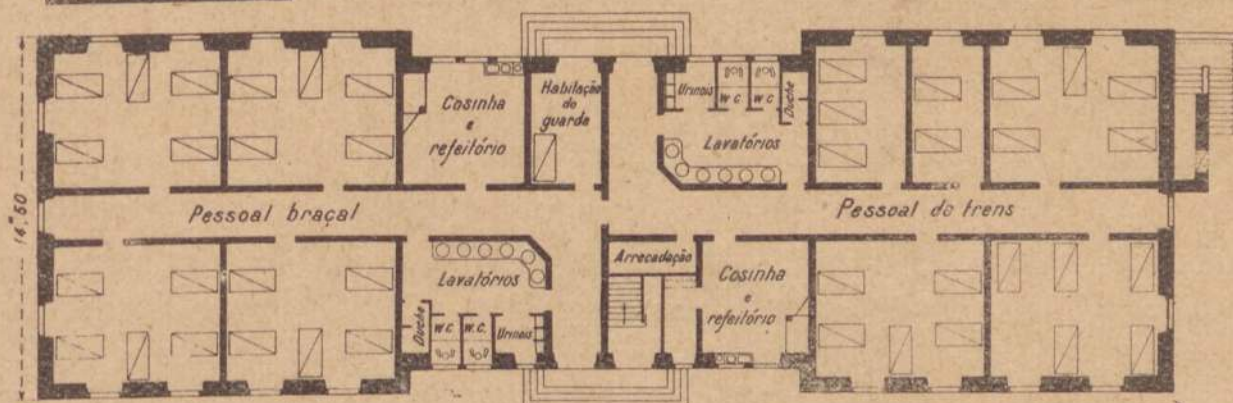 14,ᵐ50
Cosinha
e
refeitório
Habitação
do
guarda
Urinois
W.C.
W.C.
Duche
Lavatórios
Pessoal braçal
Pessoal do trens
Lavatórios
Duche
W.C.
W.C.
Urinois
Arrecadação
Cosinha
e
refeitório